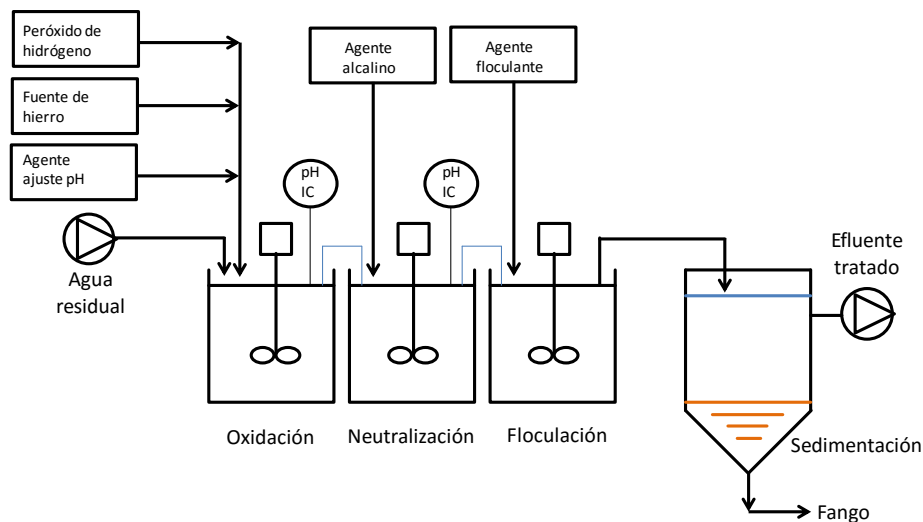 Peróxido de
hidrógeno
Fuente de
hierro
Agente
ajuste pH
Agente
alcalino
Agente
floculante
pH
IC
pH
IC
Agua
residual
Efluente
tratado
Oxidación
Neutralización
Floculación
Sedimentación
Fango